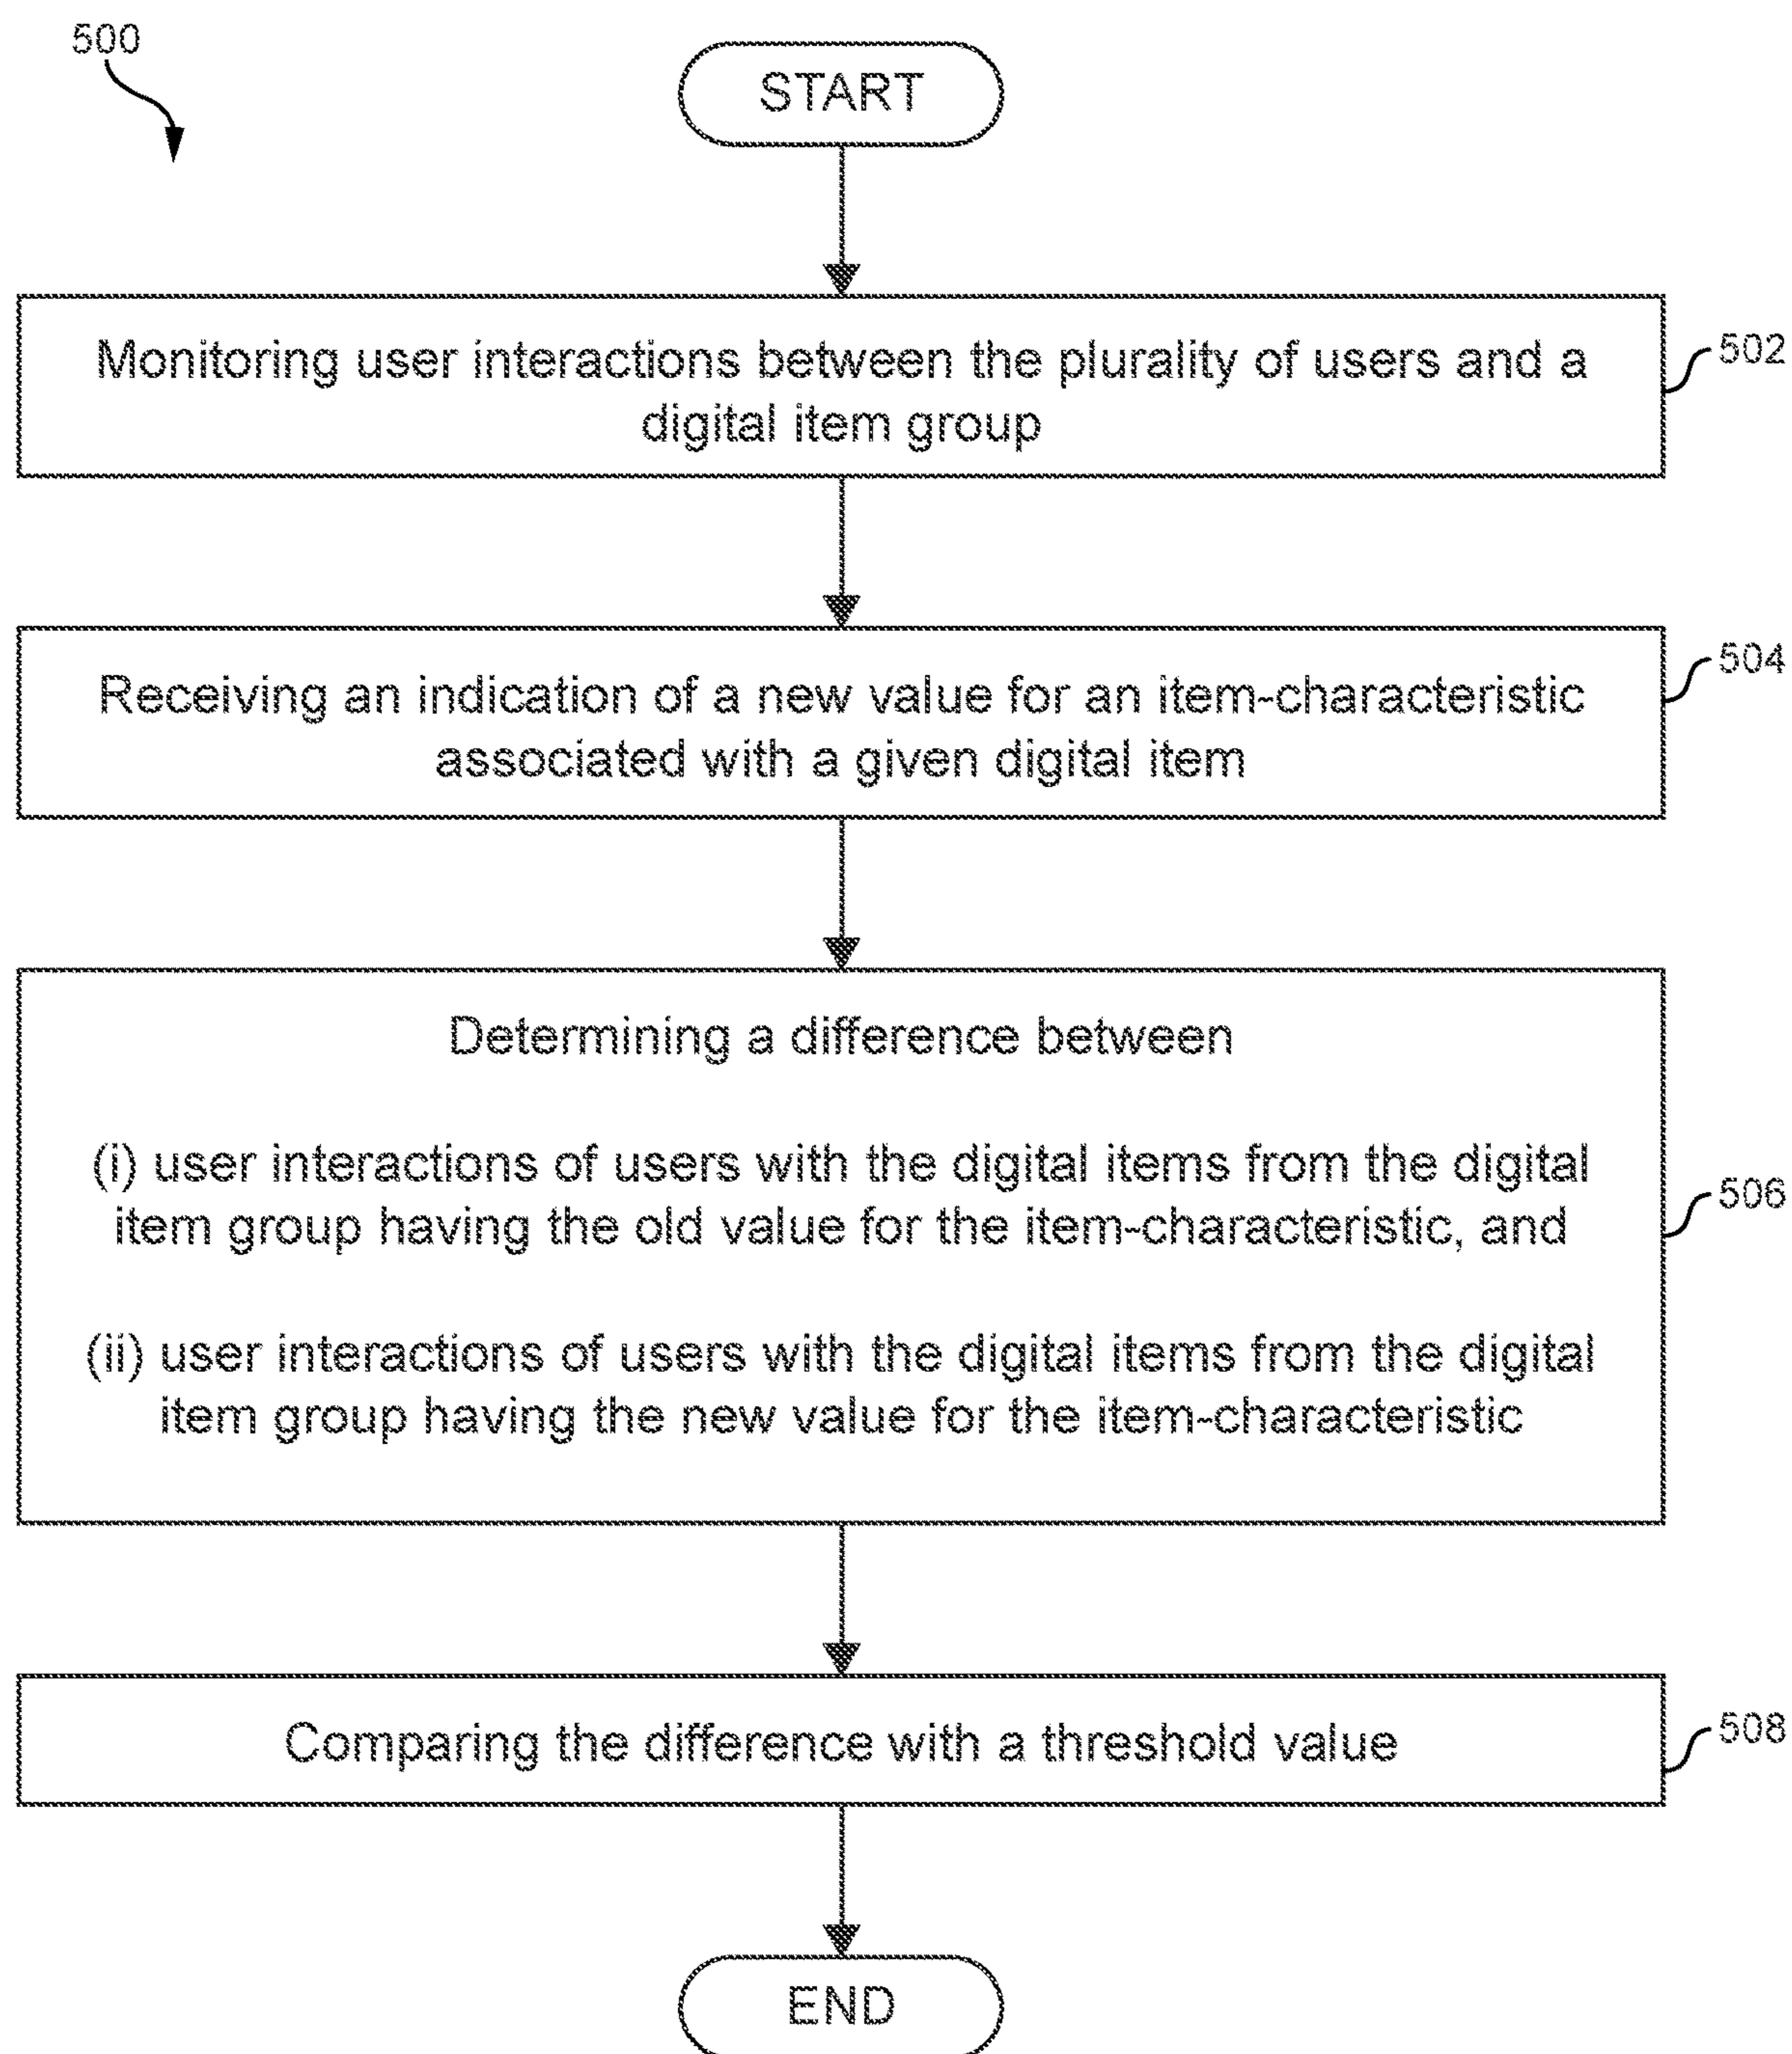 500
START
Monitoring user interactions between the plurality of users and a
digital item group
502
Receiving an indication of a new value for an item-characteristic
associated with a given digital item
504
Determining a difference between
(i) user interactions of users with the digital items from the digital
item group having the old value for the item-characteristic, and
(ii) user interactions of users with the digital items from the digital
item group having the new value for the item-characteristic
506
Comparing the difference with a threshold value
508
END